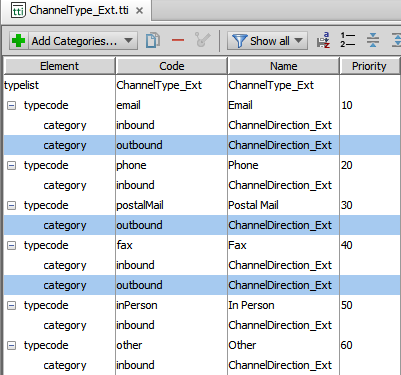 tti ChannelType_Ext.tti
Add Categories... Show all
Element Code Name Priority
typelist ChannelType_Ext ChannelType_Ext
typecode email Email 10
category inbound ChannelDirection_Ext
category outbound ChannelDirection_Ext
typecode phone Phone 20
category inbound ChannelDirection_Ext
typecode postalMail Postal Mail 30
category outbound ChannelDirection_Ext
typecode fax Fax 40
category inbound ChannelDirection_Ext
category outbound ChannelDirection_Ext
typecode inPerson In Person 50
category inbound ChannelDirection_Ext
typecode other Other 60
category inbound ChannelDirection_Ext